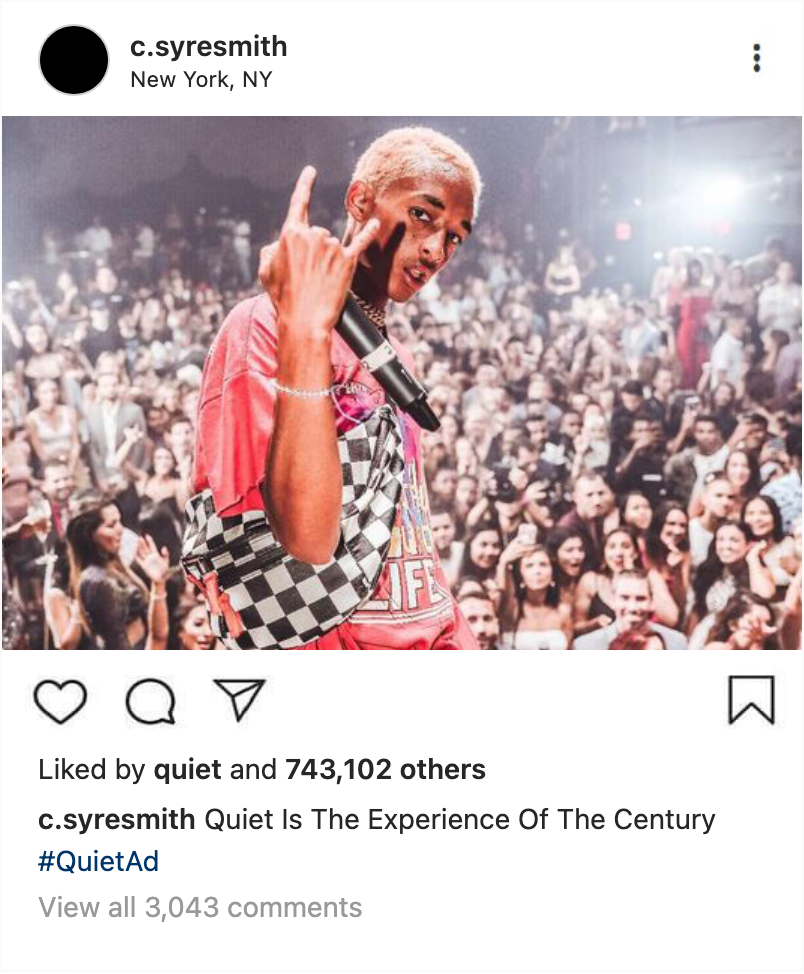 c.syresmith
New York, NY
LIFE
Liked by quiet and 743,102 others
c.syresmith Quiet Is The Experience Of The Century
#QuietAd
View all 3,043 comments